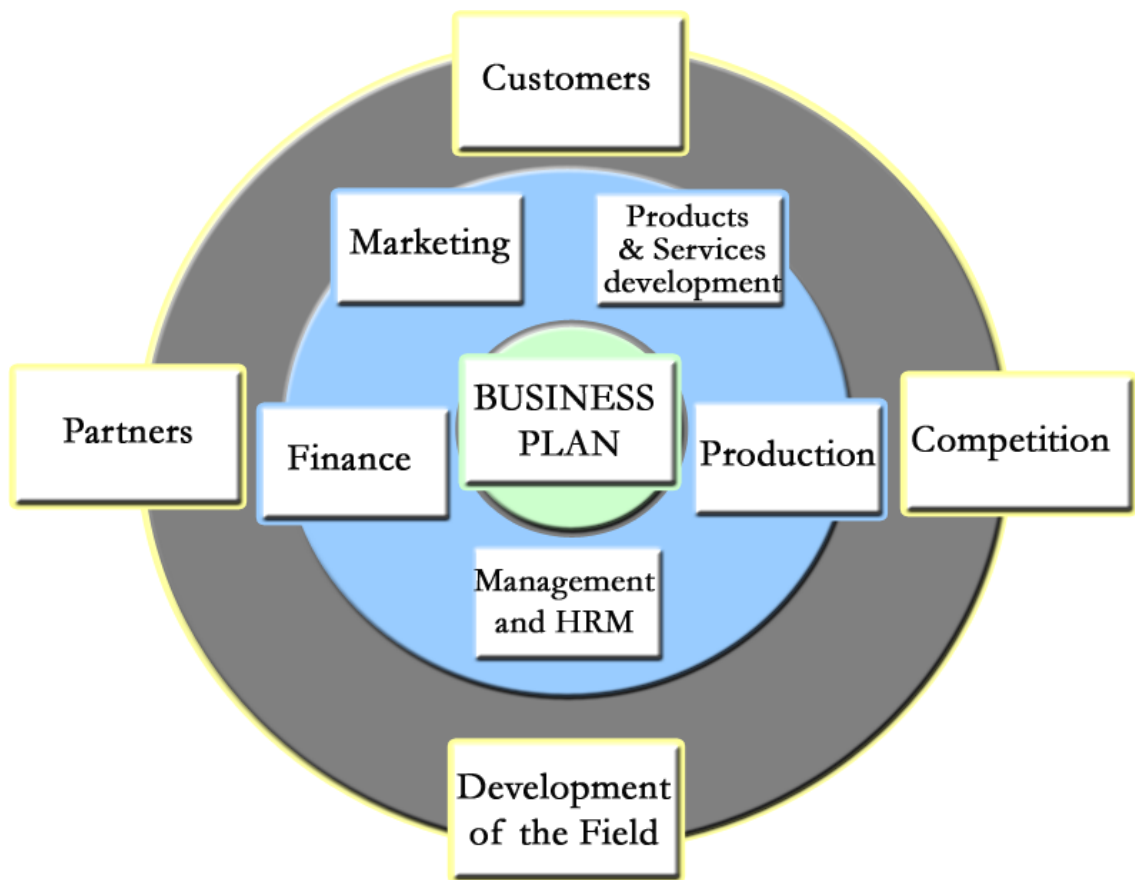 Customers
Marketing
Products
& Services
development
BUSINESS
PLAN
Partners
Finance
Production
Competition
Management
and HRM
Development
of the Field